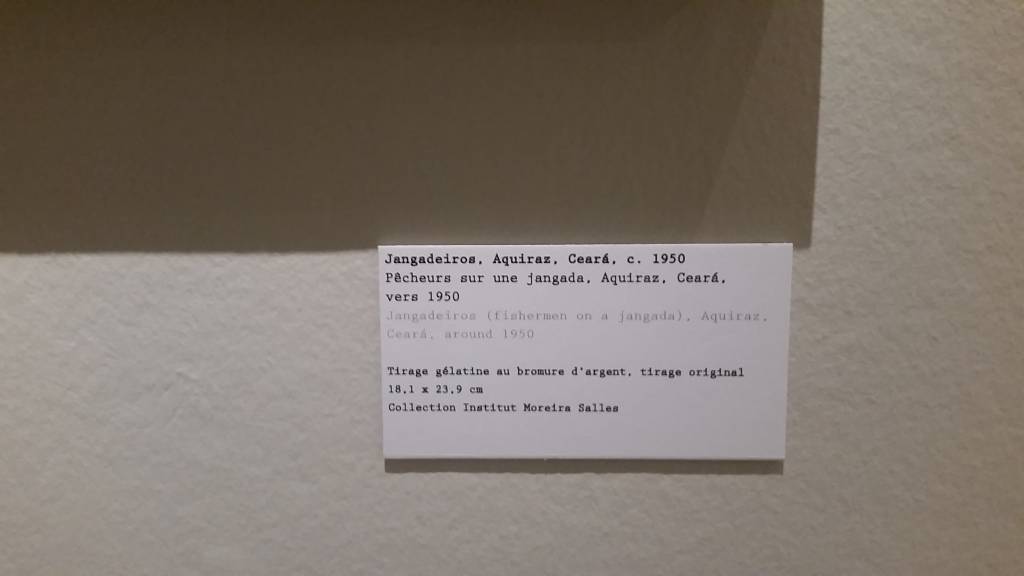 Jangadeiros, Aquiraz, Ceará, c. 1950
Pêcheurs sur une jangada, Aquiraz, Ceará,
vers 1950
Jangadeiros (fishermen on a jangada), Aquiraz,
Ceará, around 1950
Tirage gélatine au bromure d'argent, tirage original
18,1 x 23,9 cm
Collection Institut Moreira Salles